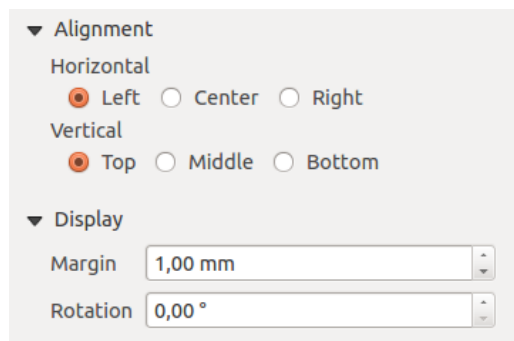 Alignment
Horizontal
Left Center Right
Vertical
Top Middle Bottom
Display
Margin 1,00 mm
Rotation 0,00 °